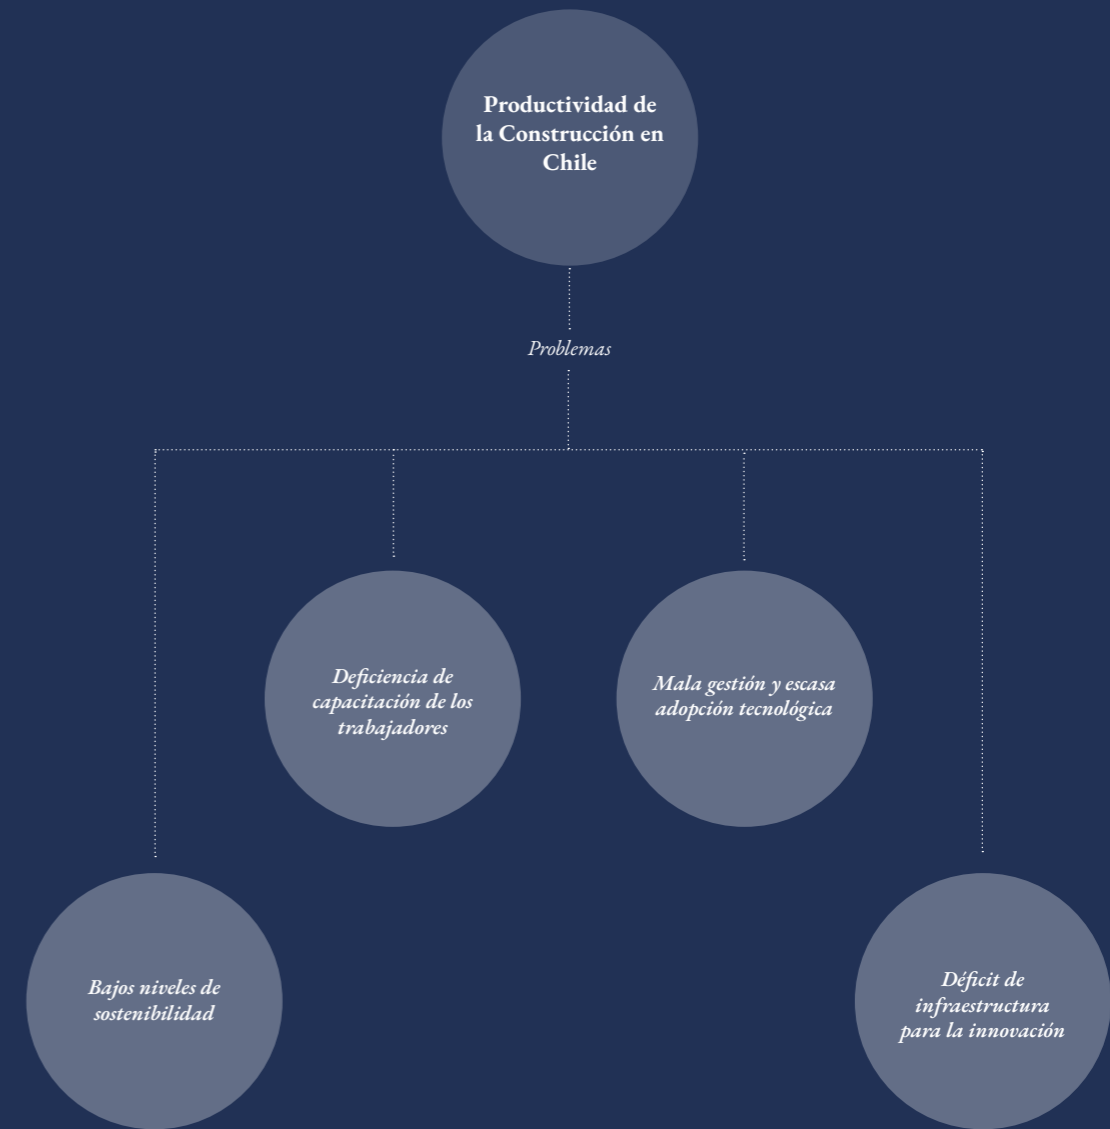 Productividad de
la Construcción en
Chile
Problemas
Deficiencia de
capacitación de los
trabajadores
Mala gestión y escasa
adopción tecnológica
Bajos niveles de
sostenibilidad
Déficit de
infraestructura
para la innovación